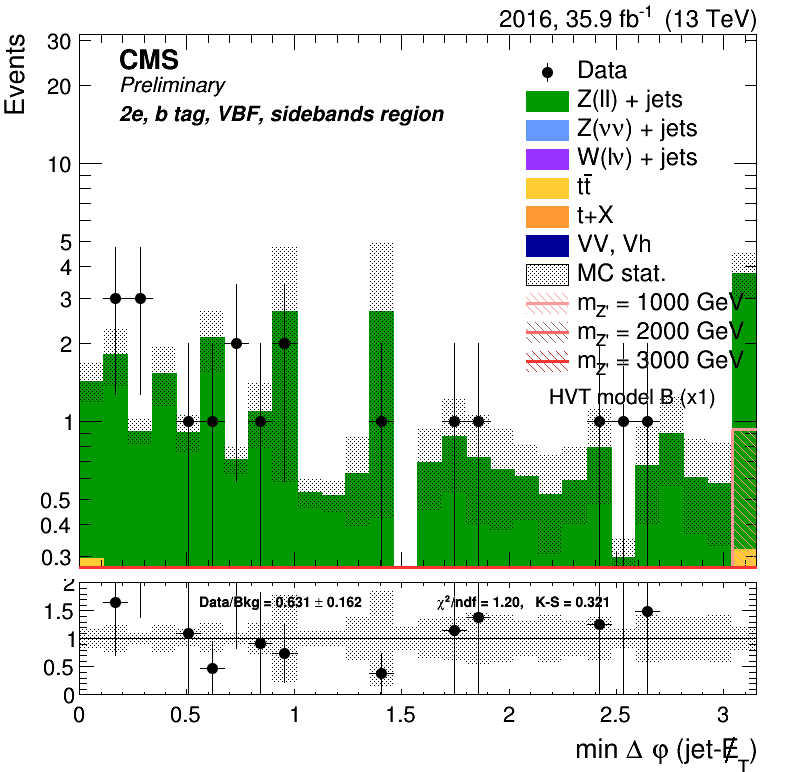 2016, 35.9 fb⁻¹ (13 TeV)
Events
CMS
Preliminary
2e, b tag, VBF, sidebands region
Data
Z(ll) + jets
Z(νν) + jets
W(lν) + jets
tt̄
t+X
VV, Vh
MC stat.
m_Z' = 1000 GeV
m_Z' = 2000 GeV
m_Z' = 3000 GeV
HVT model B (x1)
20
10
5
4
3
2
1
0.5
0.4
0.3
2
1.5
1
0.5
0
Data/Bkg = 0.631 ± 0.162
χ²/ndf = 1.20, K-S = 0.321
0 0.5 1 1.5 2 2.5 3
min Δ φ (jet-E̸_T)